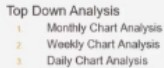 Top Down Analysis
1. Monthly Chart Analysis
2. Weekly Chart Analysis
3. Daily Chart Analysis